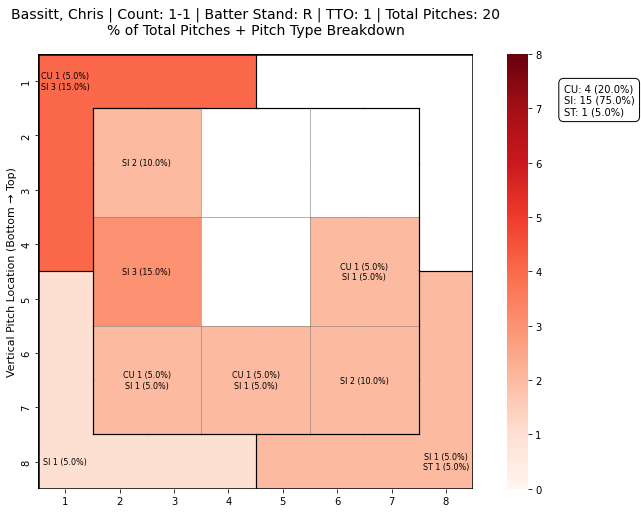 Bassitt, Chris | Count: 1-1 | Batter Stand: R | TTO: 1 | Total Pitches: 20
% of Total Pitches + Pitch Type Breakdown
CU 1 (5.0%)
SI 3 (15.0%)
SI 2 (10.0%)
SI 3 (15.0%)
CU 1 (5.0%)
SI 1 (5.0%)
CU 1 (5.0%)
SI 1 (5.0%)
CU 1 (5.0%)
SI 1 (5.0%)
SI 2 (10.0%)
SI 1 (5.0%)
SI 1 (5.0%)
ST 1 (5.0%)
Vertical Pitch Location (Bottom → Top)
1
2
3
4
5
6
7
8
1
2
3
4
5
6
7
8
8
7
6
5
4
3
2
1
0
CU: 4 (20.0%)
SI: 15 (75.0%)
ST: 1 (5.0%)